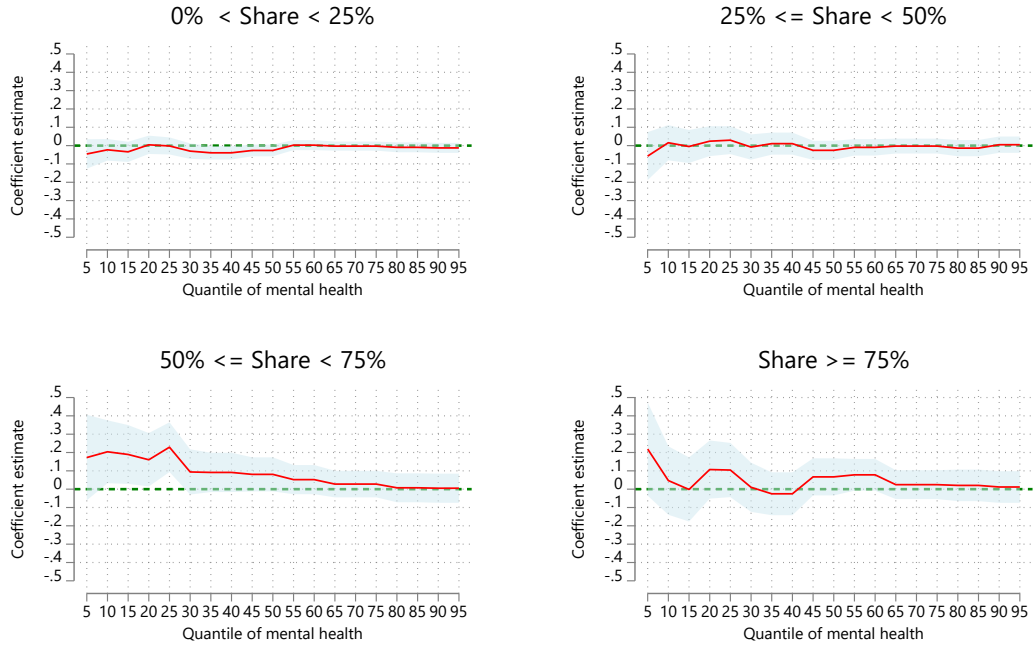 0% < Share < 25%
.5
.4
.3
.2
.1
0
-.1
-.2
-.3
-.4
-.5
Coefficient estimate
5 10 15 20 25 30 35 40 45 50 55 60 65 70 75 80 85 90 95
Quantile of mental health
25% <= Share < 50%
.5
.4
.3
.2
.1
0
-.1
-.2
-.3
-.4
-.5
Coefficient estimate
5 10 15 20 25 30 35 40 45 50 55 60 65 70 75 80 85 90 95
Quantile of mental health
50% <= Share < 75%
.5
.4
.3
.2
.1
0
-.1
-.2
-.3
-.4
-.5
Coefficient estimate
5 10 15 20 25 30 35 40 45 50 55 60 65 70 75 80 85 90 95
Quantile of mental health
Share >= 75%
.5
.4
.3
.2
.1
0
-.1
-.2
-.3
-.4
-.5
Coefficient estimate
5 10 15 20 25 30 35 40 45 50 55 60 65 70 75 80 85 90 95
Quantile of mental health